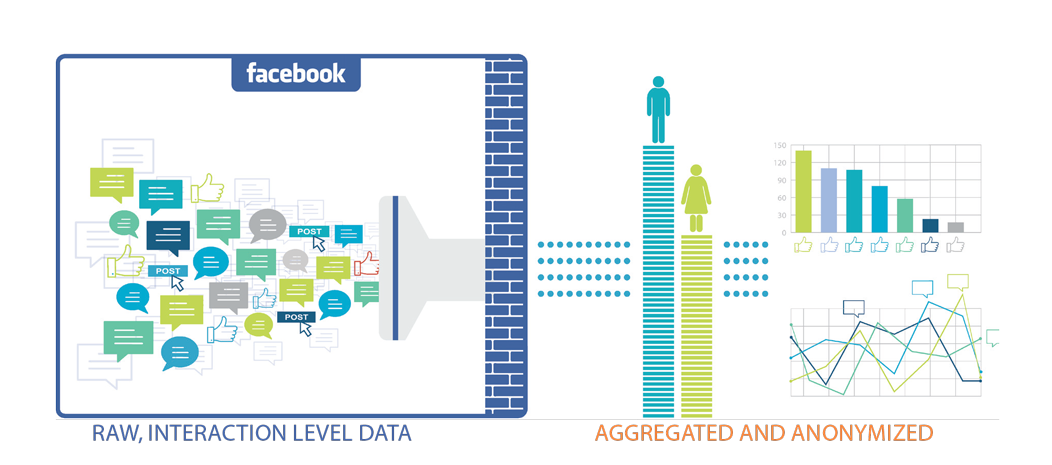 facebook
POST
POST
POST
150
120
90
60
30
0
RAW, INTERACTION LEVEL DATA
AGGREGATED AND ANONYMIZED